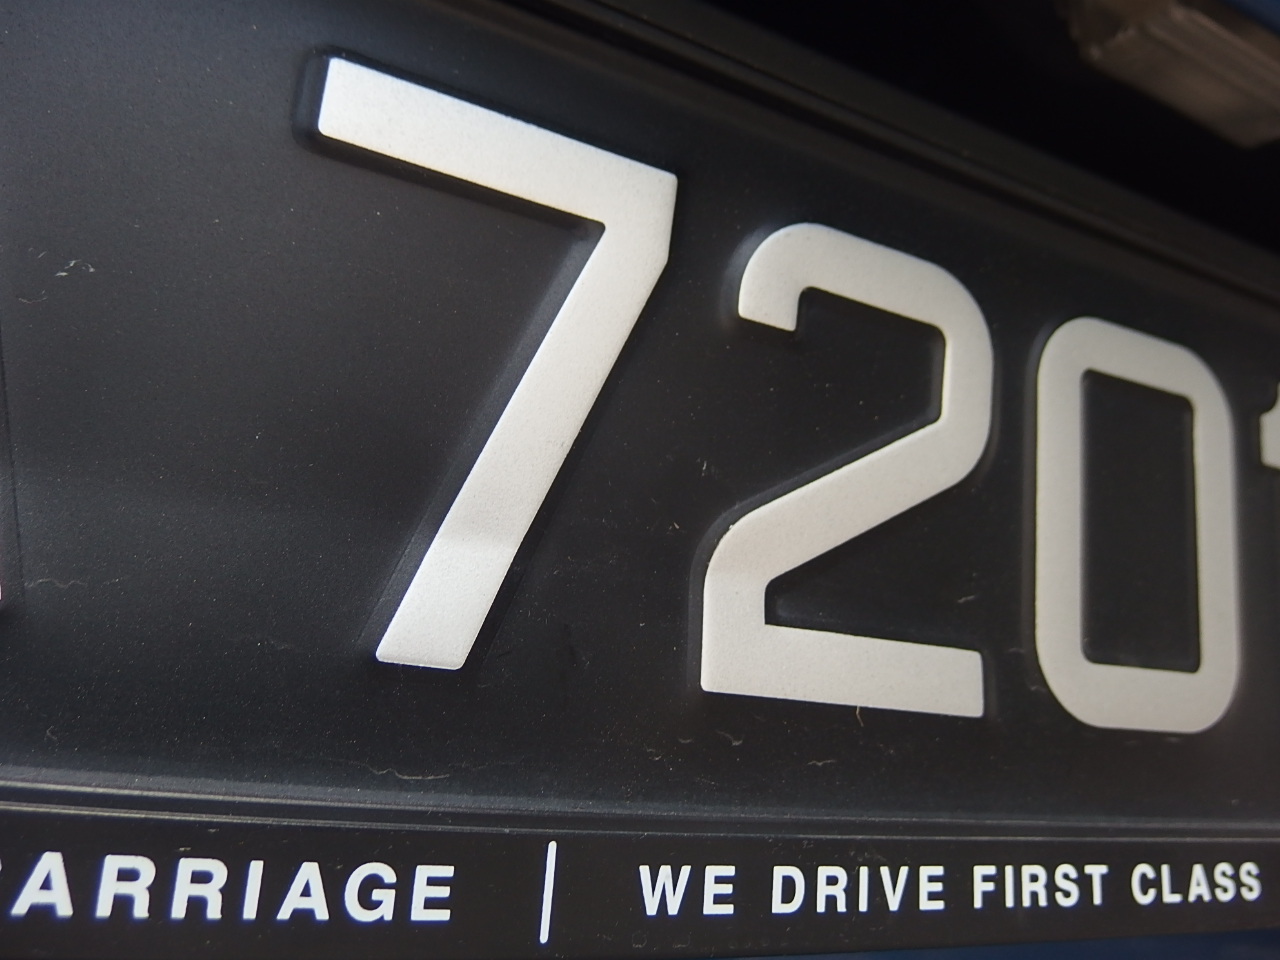 720
ARRIAGE | WE DRIVE FIRST CLASS